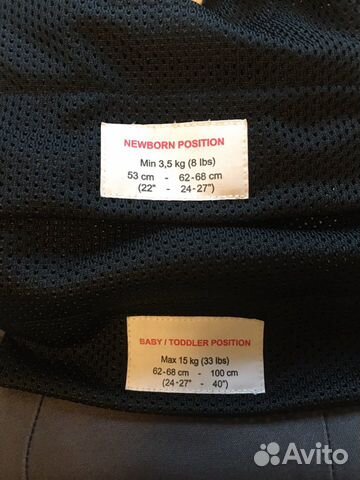 NEWBORN POSITION
Min 3,5 kg (8 lbs)
53 cm - 62-68 cm
(22" - 24-27")
BABY / TODDLER POSITION
Max 15 kg (33 lbs)
62-68 cm - 100 cm
(24-27" - 40")
Avito